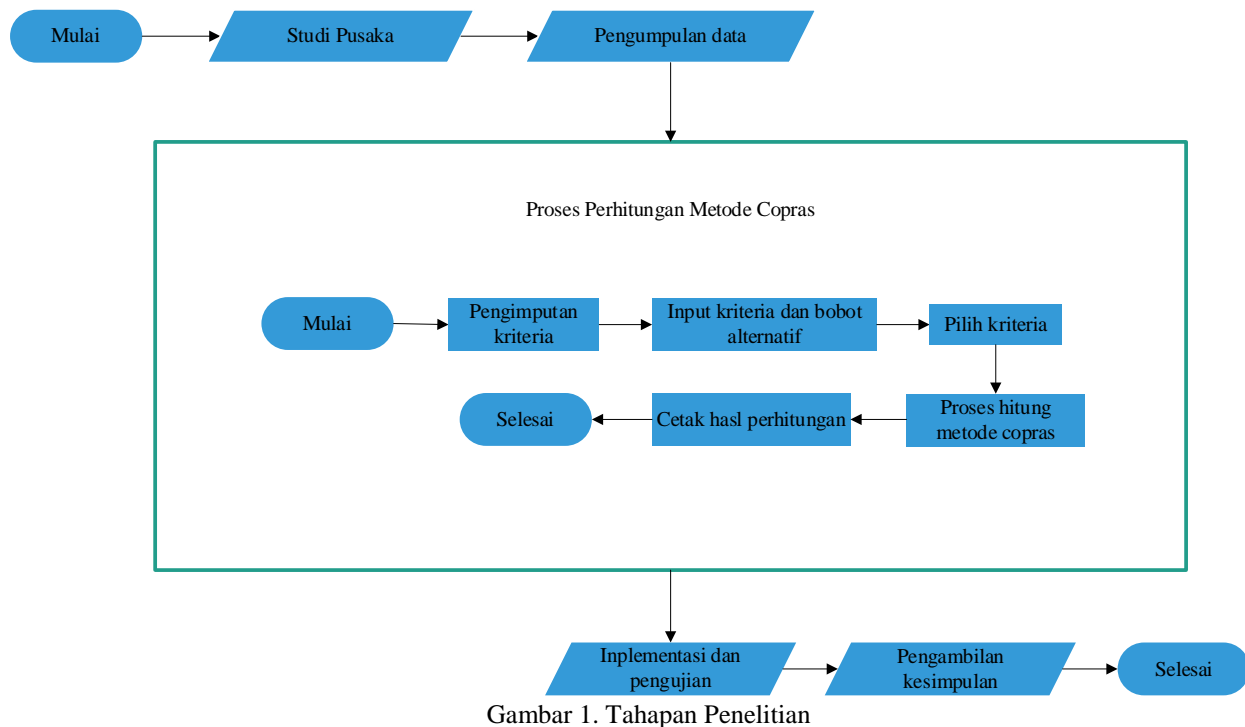 Mulai
Studi Pusaka
Pengumpulan data
Proses Perhitungan Metode Copras
Mulai
Pengimputan
kriteria
Input kriteria dan bobot
alternatif
Pilih kriteria
Proses hitung
metode copras
Cetak hasl perhitungan
Selesai
Inplementasi dan
pengujian
Pengambilan
kesimpulan
Selesai
Gambar 1. Tahapan Penelitian